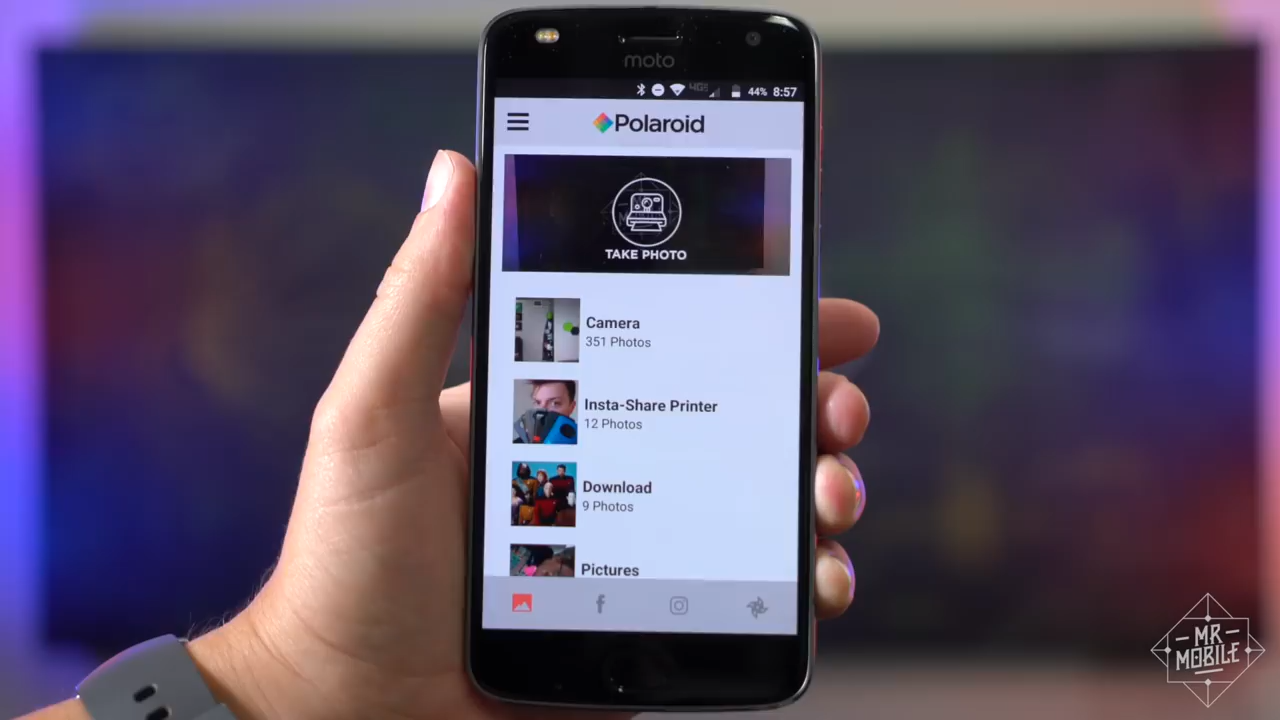 moto
4G
44% 8:57
Polaroid
TAKE PHOTO
Camera
351 Photos
Insta-Share Printer
12 Photos
Download
9 Photos
Pictures
MR
MOBILE